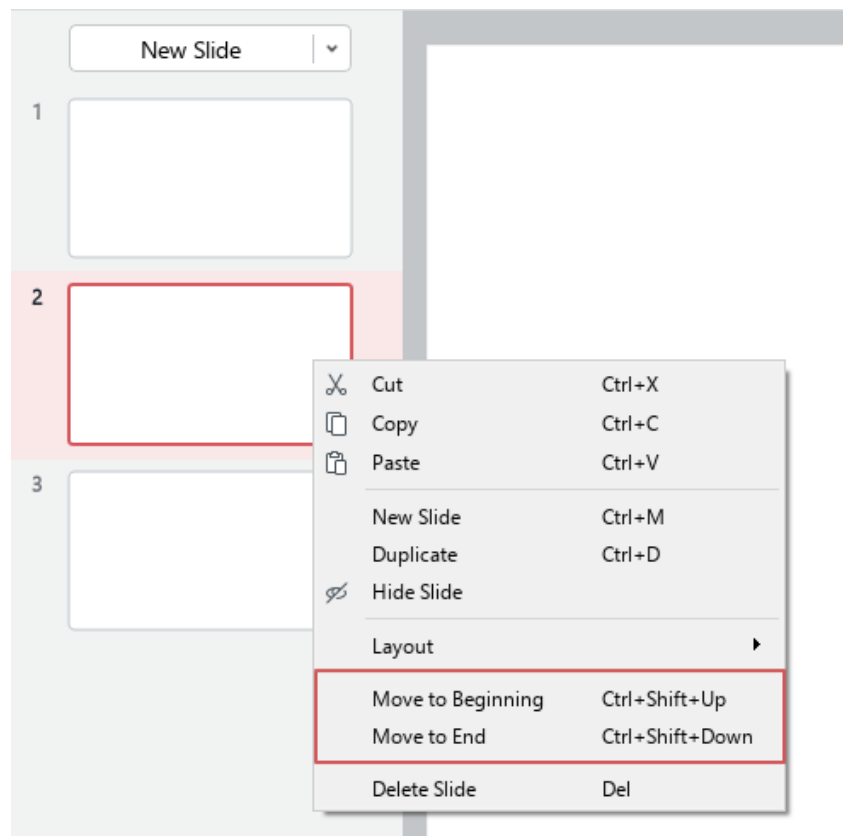 New Slide
1
2
Cut Ctrl+X
Copy Ctrl+C
Paste Ctrl+V
3
New Slide Ctrl+M
Duplicate Ctrl+D
Hide Slide
Layout
Move to Beginning Ctrl+Shift+Up
Move to End Ctrl+Shift+Down
Delete Slide Del